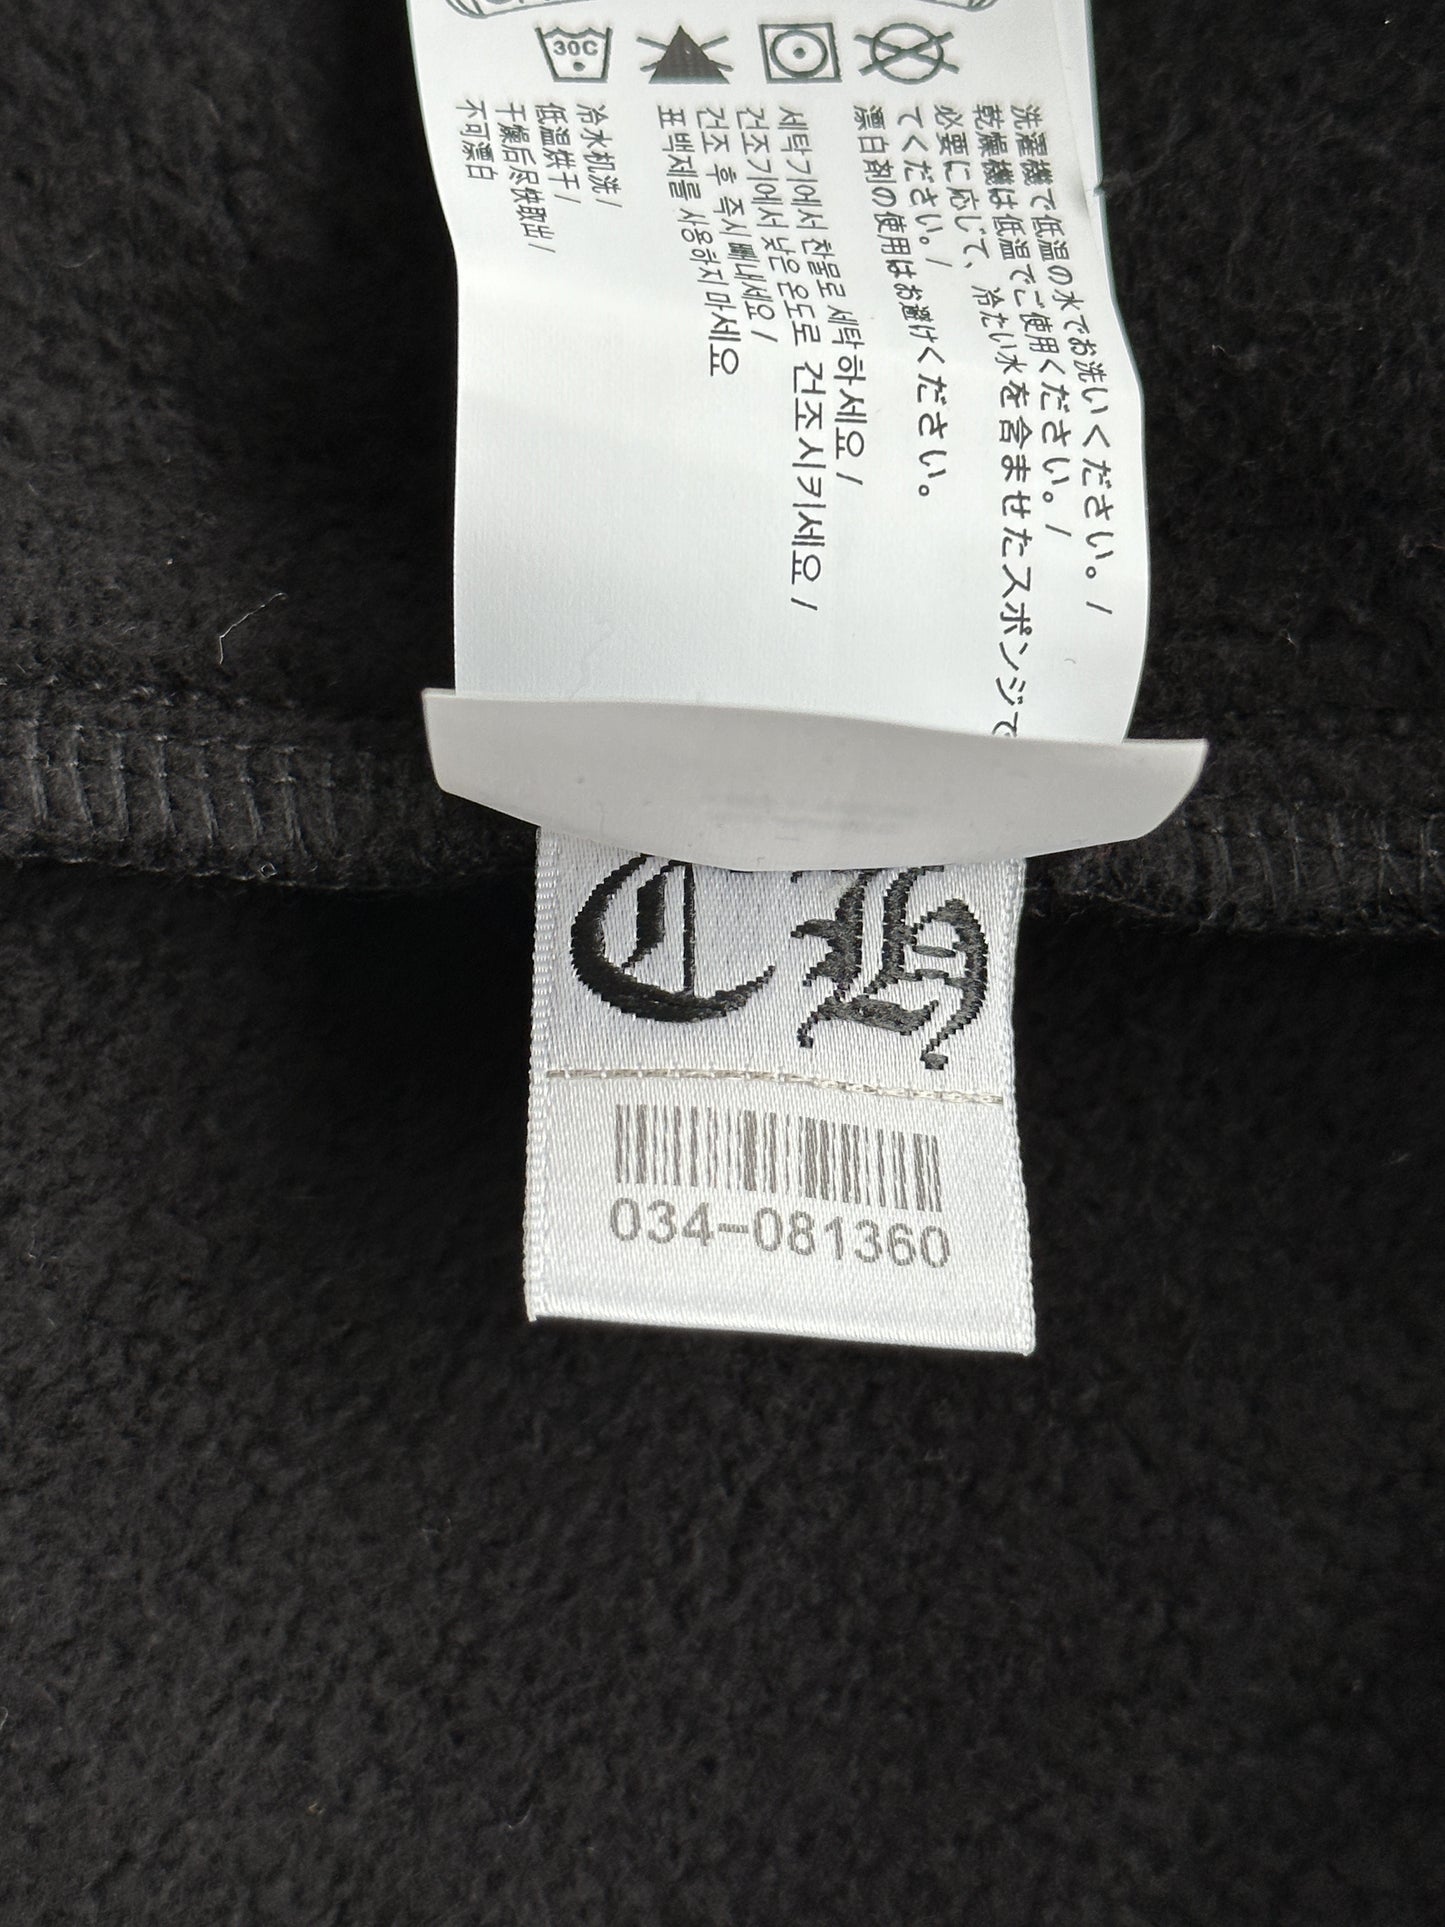 30C
洗濯機で低温の水でお洗いください。/
乾燥機は低温でご使用ください。/
必要に応じて、冷たい水を含ませたスポンジで
てください。/
漂白剤の使用はお避けください。
세탁기에서 찬물로 세탁하세요 /
건조기에서 낮은 온도로 건조시키세요 /
건조 후 즉시 빼내세요 /
표백제를 사용하지 마세요
冷水机洗/
低温烘干/
干燥后尽快取出/
不可漂白
CH
034-081360